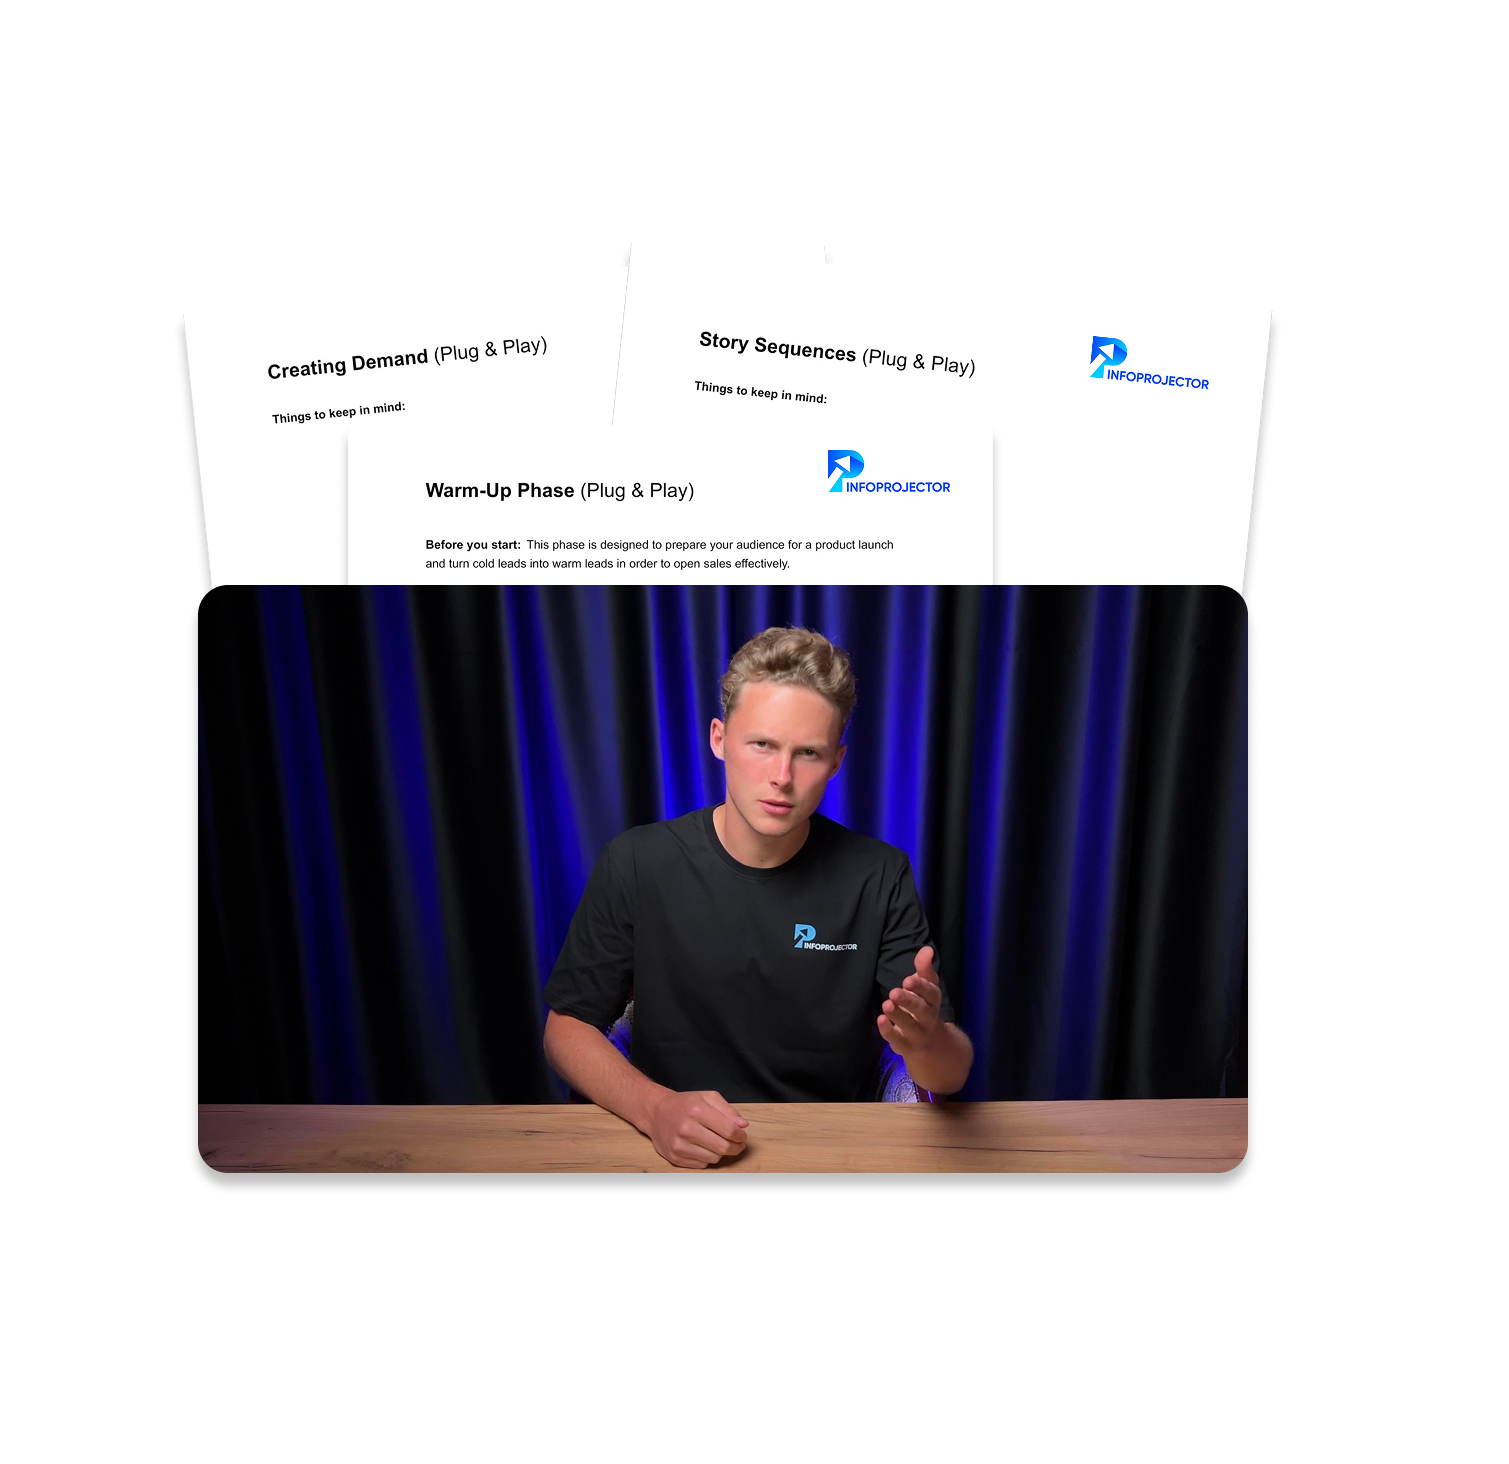 Creating Demand (Plug & Play)
Things to keep in mind:
Story Sequences (Plug & Play)
Things to keep in mind:
INFOPROJECTOR
Warm-Up Phase (Plug & Play)
INFOPROJECTOR
Before you start: This phase is designed to prepare your audience for a product launch
and turn cold leads into warm leads in order to open sales effectively.
INFOPROJECTOR